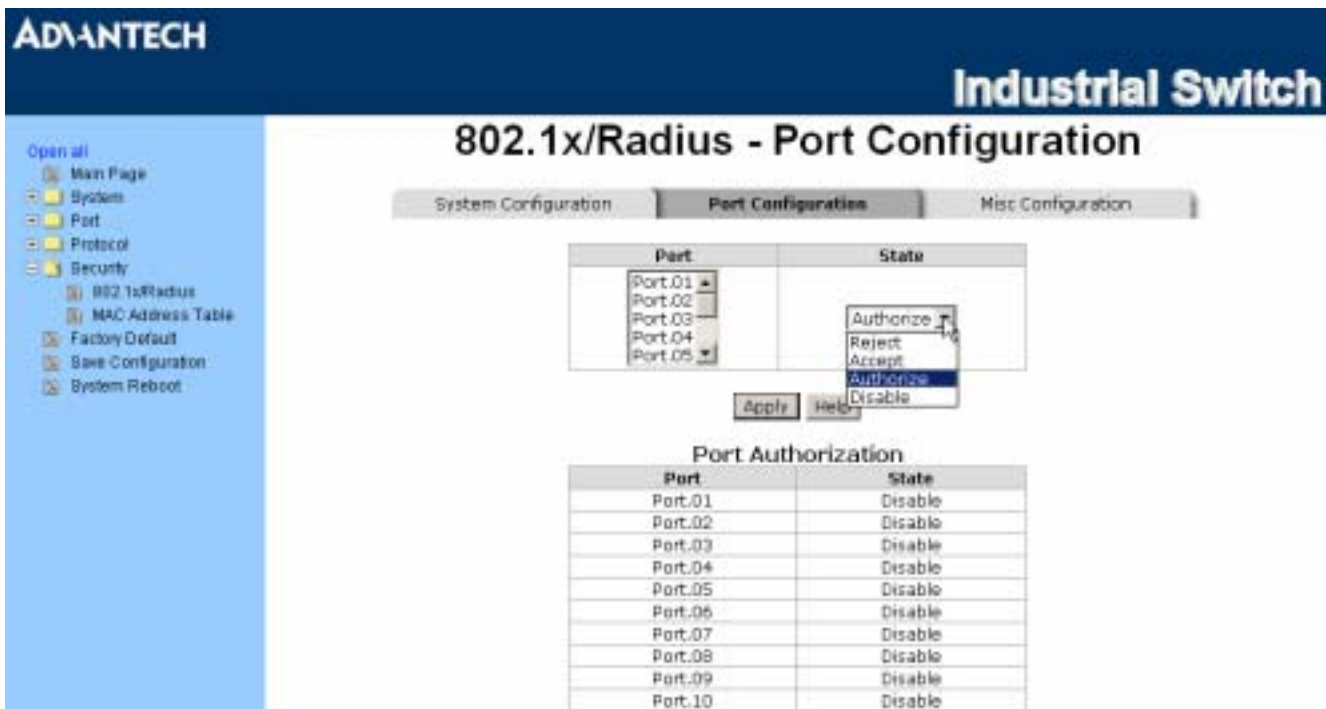 ADVANTECH
Industrial Switch
Open all
Main Page
System
Port
Protocol
Security
802.1x/Radius
MAC Address Table
Factory Default
Save Configuration
System Reboot
802.1x/Radius - Port Configuration
System Configuration Port Configuration Misc Configuration
Port State
Port.01
Port.02
Port.03
Port.04
Port.05
Authorize
Reject
Accept
Authorize
Disable
Apply Help
Port Authorization
Port State
Port.01 Disable
Port.02 Disable
Port.03 Disable
Port.04 Disable
Port.05 Disable
Port.06 Disable
Port.07 Disable
Port.08 Disable
Port.09 Disable
Port.10 Disable